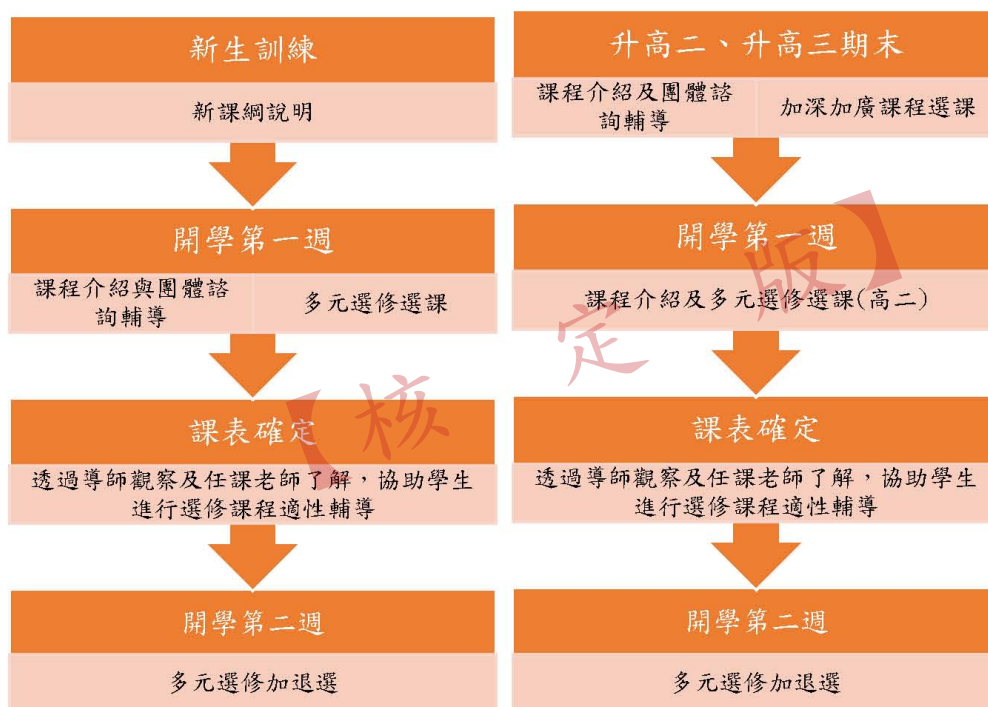 新生訓練
新課綱說明
開學第一週
課程介紹與團體諮
詢輔導
多元選修選課
課表確定
透過導師觀察及任課老師了解，協助學生
進行選修課程適性輔導
開學第二週
多元選修加退選
升高二、升高三期末
課程介紹及團體諮
詢輔導
加深加廣課程選課
開學第一週
課程介紹及多元選修選課(高二)
課表確定
透過導師觀察及任課老師了解，協助學生
進行選修課程適性輔導
開學第二週
多元選修加退選
【核定版】